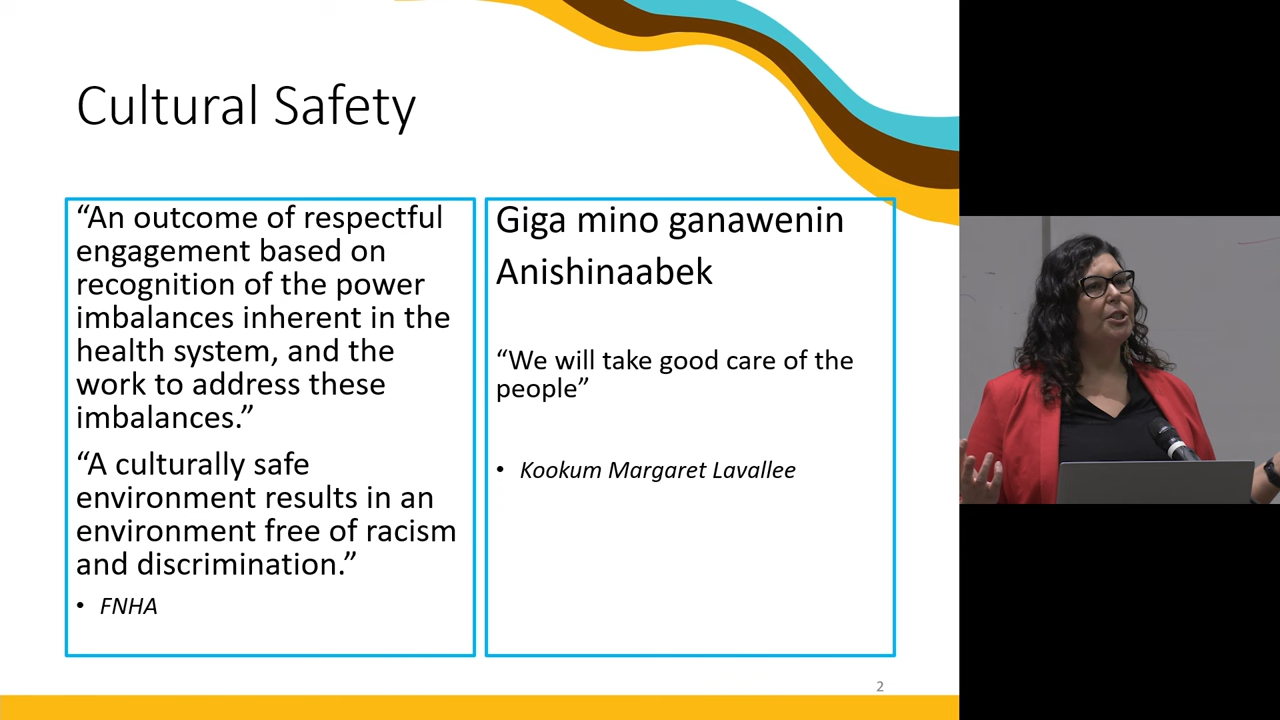 Cultural Safety
“An outcome of respectful
engagement based on
recognition of the power
imbalances inherent in the
health system, and the
work to address these
imbalances.”
“A culturally safe
environment results in an
environment free of racism
and discrimination.”
• FNHA
Giga mino ganawenin
Anishinaabek
“We will take good care of the
people”
• Kookum Margaret Lavallee
2